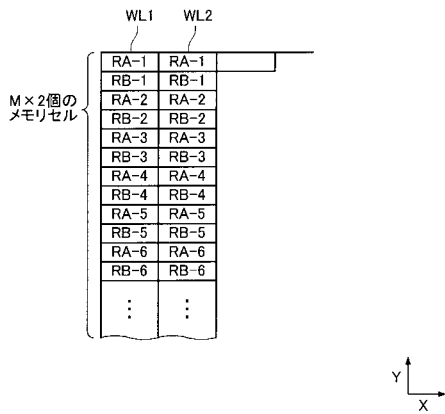 WL1 WL2
M×2個の
メモリセル
RA-1 RA-1
RB-1 RB-1
RA-2 RA-2
RB-2 RB-2
RA-3 RA-3
RB-3 RB-3
RA-4 RA-4
RB-4 RB-4
RA-5 RA-5
RB-5 RB-5
RA-6 RA-6
RB-6 RB-6
⋮ ⋮
Y
X